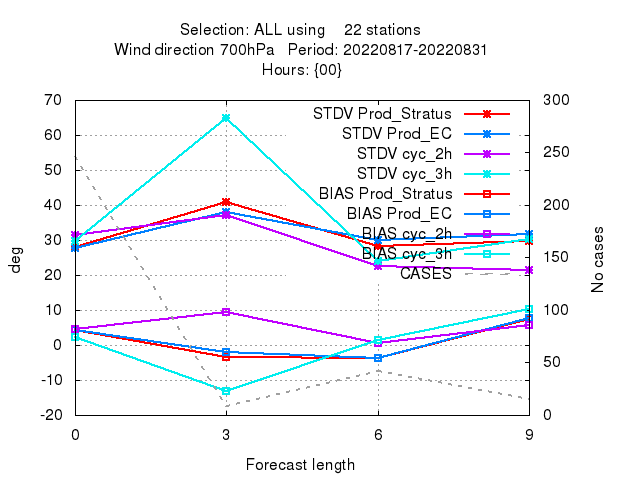 Selection: ALL using 22 stations
Wind direction 700hPa Period: 20220817-20220831
Hours: {00}
70
60
50
40
30
20
10
0
-10
-20
deg
300
250
200
150
100
50
0
No cases
STDV Prod_Stratus
STDV Prod_EC
STDV cyc_2h
STDV cyc_3h
BIAS Prod_Stratus
BIAS Prod_EC
BIAS cyc_2h
BIAS cyc_3h
CASES
0 3 6 9
Forecast length